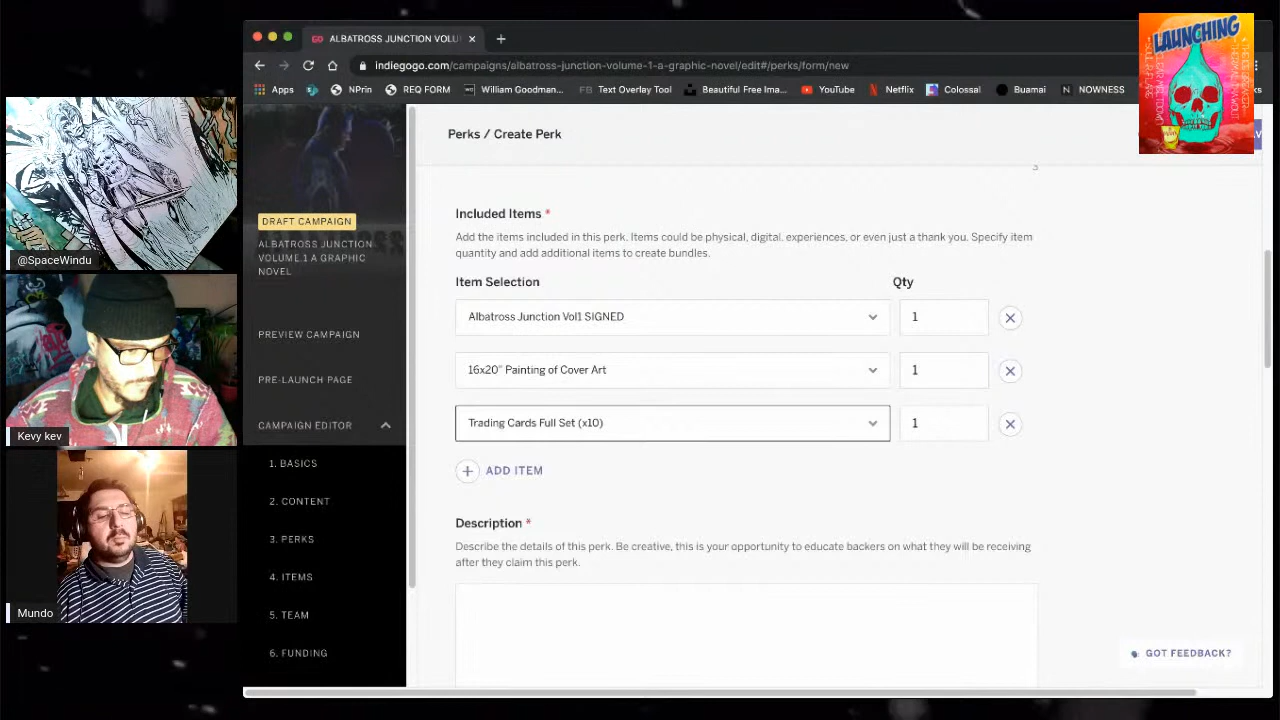 ALBATROSS JUNCTION VOLU
indiegogo.com/campaigns/albatross-junction-volume-1-a-graphic-novel/edit#/perks/form/new
Apps
NPrin
REQ FORM
William Goodman...
FB Text Overlay Tool
Beautiful Free Ima...
YouTube
Netflix
Colossal
Buamai
N NOWNESS
LAUNCHING
@SpaceWindu
Kevy kev
Mundo
DRAFT CAMPAIGN
ALBATROSS JUNCTION
VOLUME.1 A GRAPHIC
NOVEL
PREVIEW CAMPAIGN
PRE-LAUNCH PAGE
CAMPAIGN EDITOR
1. BASICS
2. CONTENT
3. PERKS
4. ITEMS
5. TEAM
6. FUNDING
Perks / Create Perk
Included Items *
Add the items included in this perk. Items could be physical, digital, experiences, or even just a thank you. Specify item
quantity and add additional items to create bundles.
Item Selection Qty
Albatross Junction Vol1 SIGNED 1
16x20" Painting of Cover Art 1
Trading Cards Full Set (x10) 1
ADD ITEM
Description *
Describe the details of this perk. Be creative, this is your opportunity to educate backers on what they will be receiving
after they claim this perk.
GOT FEEDBACK?